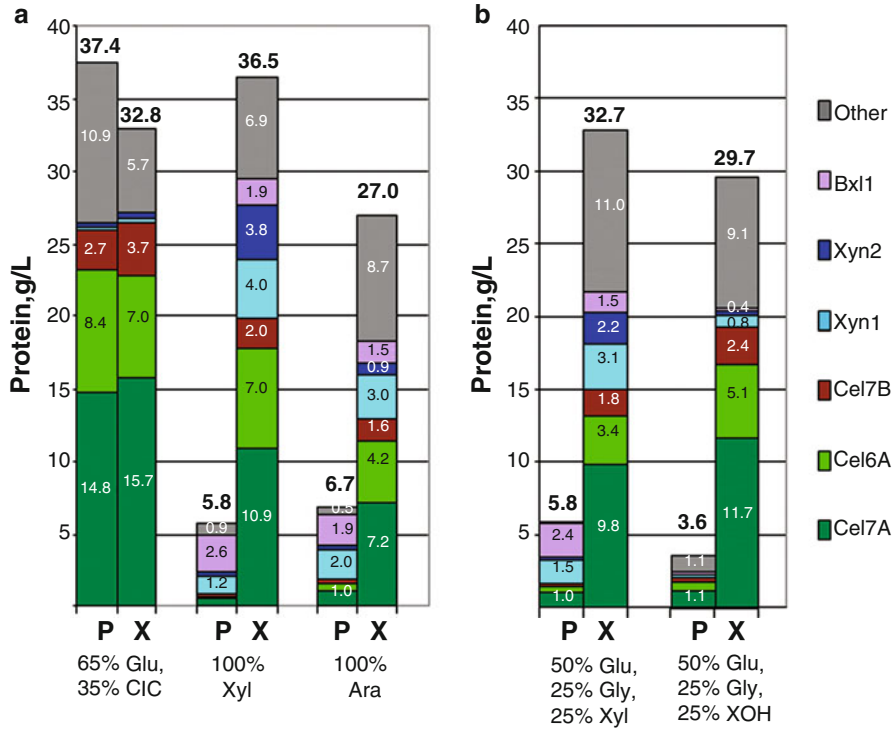 a
40
35
30
25
20
15
10
5
Protein,g/L
37.4
10.9
2.7
8.4
14.8
32.8
5.7
3.7
7.0
15.7
5.8
0.9
2.6
1.2
36.5
6.9
1.9
3.8
4.0
2.0
7.0
10.9
6.7
0.5
1.9
2.0
1.0
27.0
8.7
1.5
0.9
3.0
1.6
4.2
7.2
P X
P X
P X
65% Glu,
35% CIC
100%
Xyl
100%
Ara
b
40
35
30
25
20
15
10
5
Protein,g/L
5.8
2.4
1.5
1.0
32.7
11.0
1.5
2.2
3.1
1.8
3.4
9.8
3.6
1.1
1.1
29.7
9.1
0.4
0.8
2.4
5.1
11.7
P X
P X
50% Glu,
25% Gly,
25% Xyl
50% Glu,
25% Gly,
25% XOH
Other
Bxl1
Xyn2
Xyn1
Cel7B
Cel6A
Cel7A